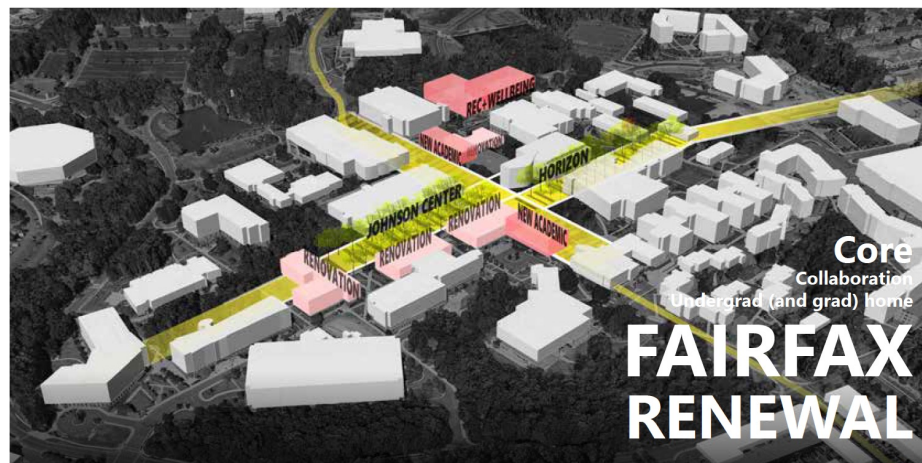 REC+WELLBEING
NEW ACADEMIC
RENOVATION
HORIZON
JOHNSON CENTER
RENOVATION
RENOVATION
NEW ACADEMIC
RENOVATION
Core
Collaboration
Undergrad (and grad) home
FAIRFAX
RENEWAL